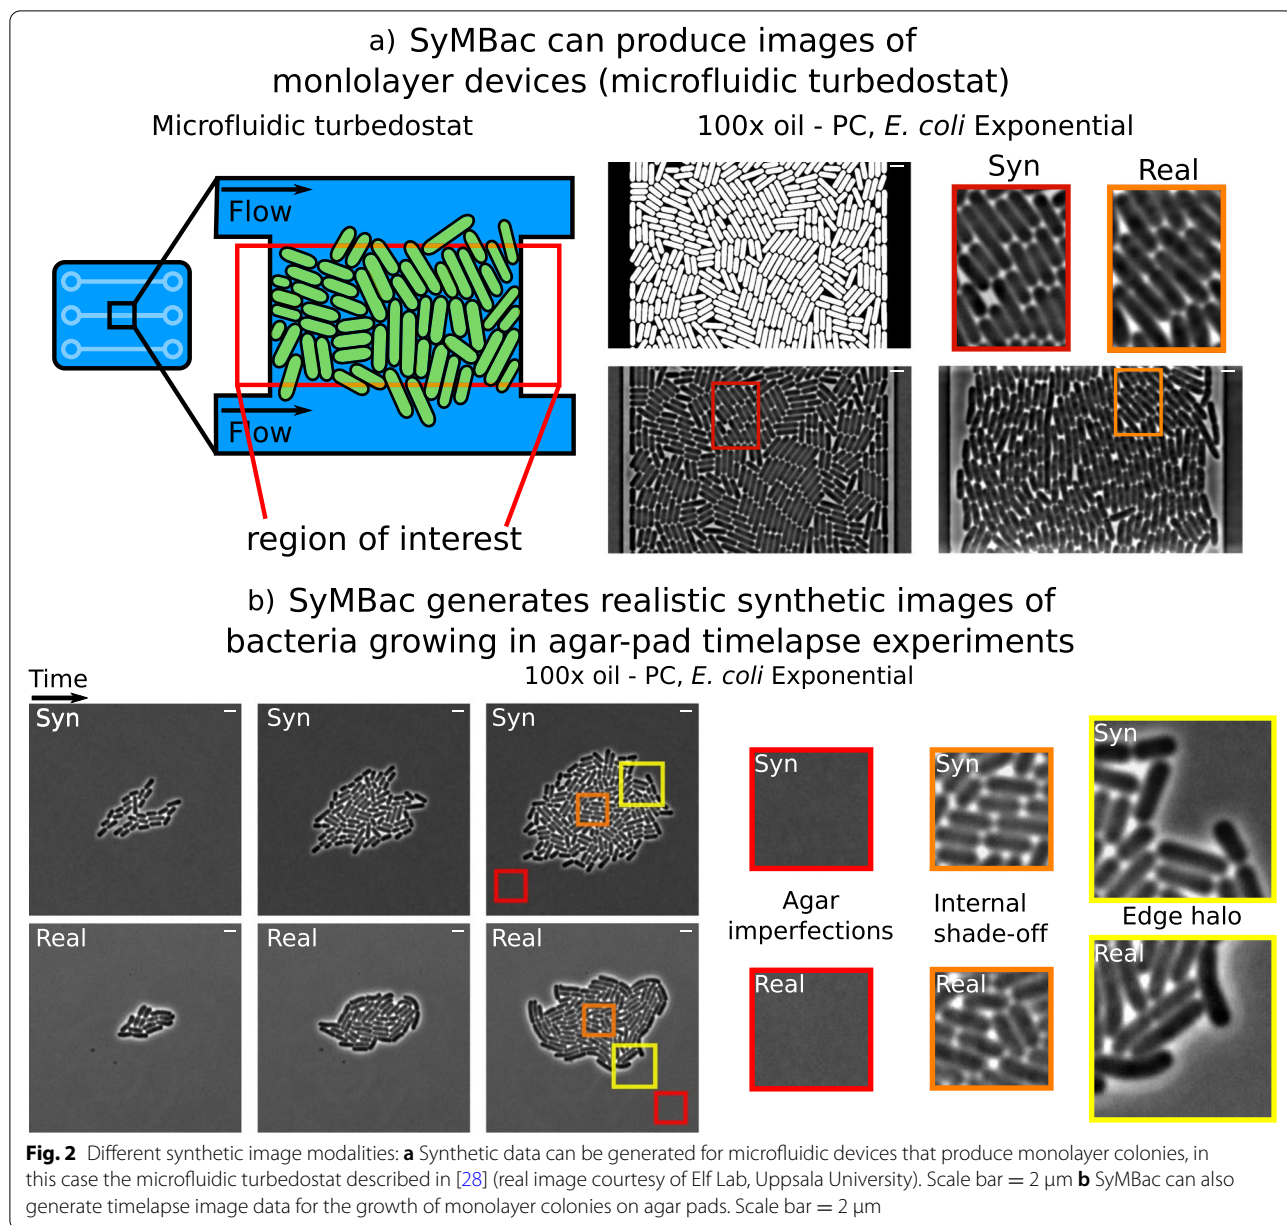 a) SyMBac can produce images of
monlolayer devices (microfluidic turbedostat)
Microfluidic turbedostat
100x oil - PC, E. coli Exponential
Flow
Flow
region of interest
Syn
Real
b) SyMBac generates realistic synthetic images of
bacteria growing in agar-pad timelapse experiments
100x oil - PC, E. coli Exponential
Time
Syn
Syn
Syn
Syn
Syn
Syn
Agar
imperfections
Internal
shade-off
Edge halo
Real
Real
Real
Real
Real
Real
Fig. 2 Different synthetic image modalities: a Synthetic data can be generated for microfluidic devices that produce monolayer colonies, in
this case the microfluidic turbedostat described in [28] (real image courtesy of Elf Lab, Uppsala University). Scale bar = 2 μm b SyMBac can also
generate timelapse image data for the growth of monolayer colonies on agar pads. Scale bar = 2 μm